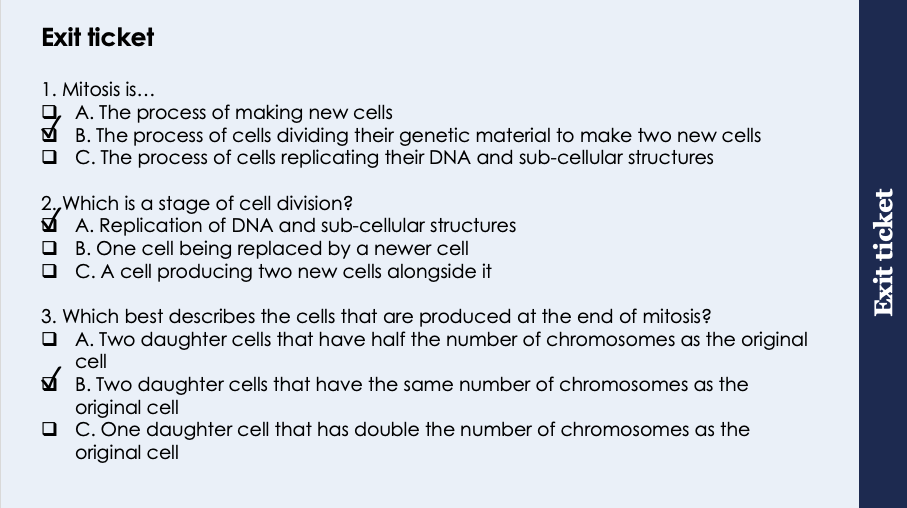 Exit ticket
1. Mitosis is…
❑ A. The process of making new cells
☑ B. The process of cells dividing their genetic material to make two new cells
❑ C. The process of cells replicating their DNA and sub-cellular structures
2. Which is a stage of cell division?
☑ A. Replication of DNA and sub-cellular structures
❑ B. One cell being replaced by a newer cell
❑ C. A cell producing two new cells alongside it
3. Which best describes the cells that are produced at the end of mitosis?
❑ A. Two daughter cells that have half the number of chromosomes as the original
cell
☑ B. Two daughter cells that have the same number of chromosomes as the
original cell
❑ C. One daughter cell that has double the number of chromosomes as the
original cell
Exit ticket